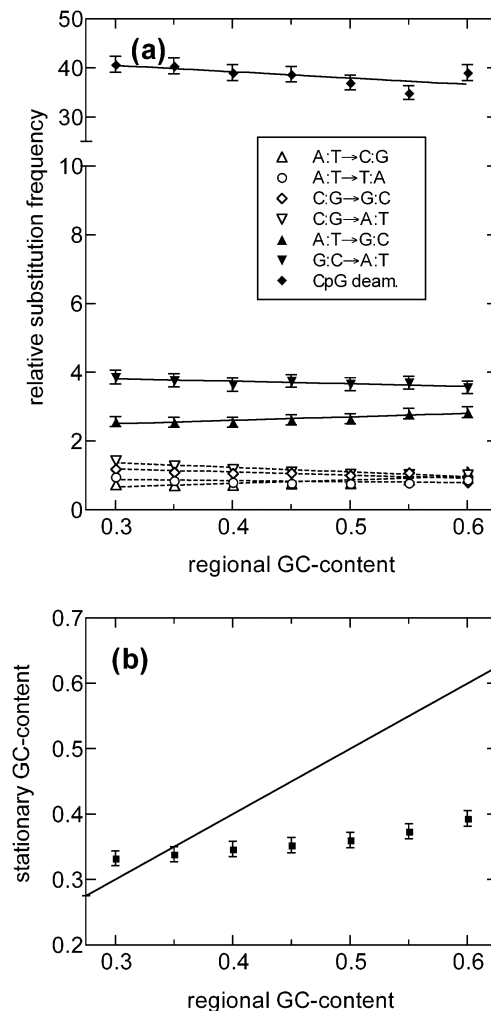 50
(a)
40
30
A:T→C:G
A:T→T:A
C:G→G:C
C:G→A:T
A:T→G:C
G:C→A:T
CpG deam.
10
8
6
4
2
0
relative substitution frequency
0.3 0.4 0.5 0.6
regional GC-content
0.7
(b)
0.6
0.5
0.4
0.3
0.2
stationary GC-content
0.3 0.4 0.5 0.6
regional GC-content